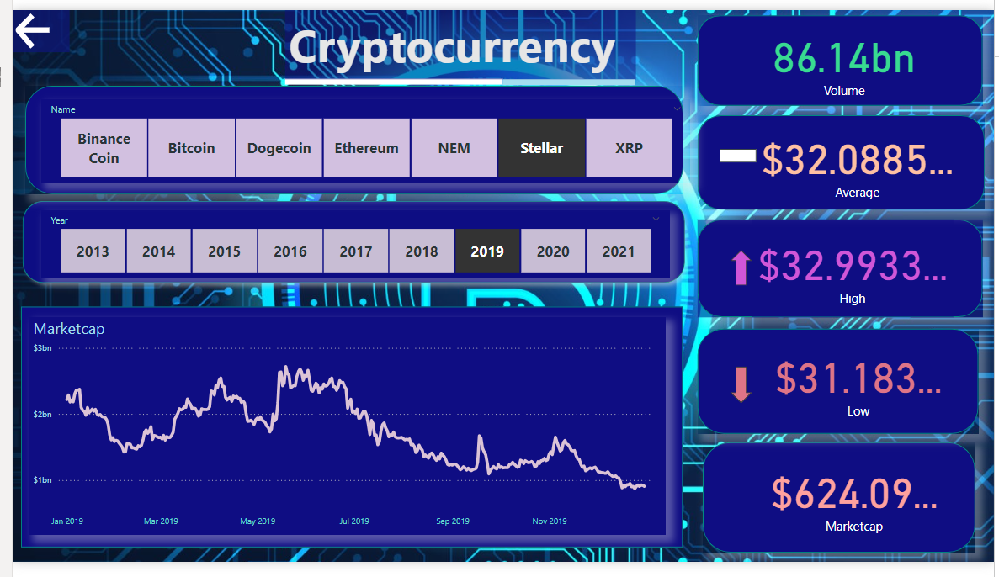 Cryptocurrency
Name
Binance
Coin
Bitcoin
Dogecoin
Ethereum
NEM
Stellar
XRP
Year
2013
2014
2015
2016
2017
2018
2019
2020
2021
Marketcap
$3bn
$2bn
$1bn
Jan 2019
Mar 2019
May 2019
Jul 2019
Sep 2019
Nov 2019
86.14bn
Volume
$32.0885...
Average
$32.9933...
High
$31.183...
Low
$624.09...
Marketcap